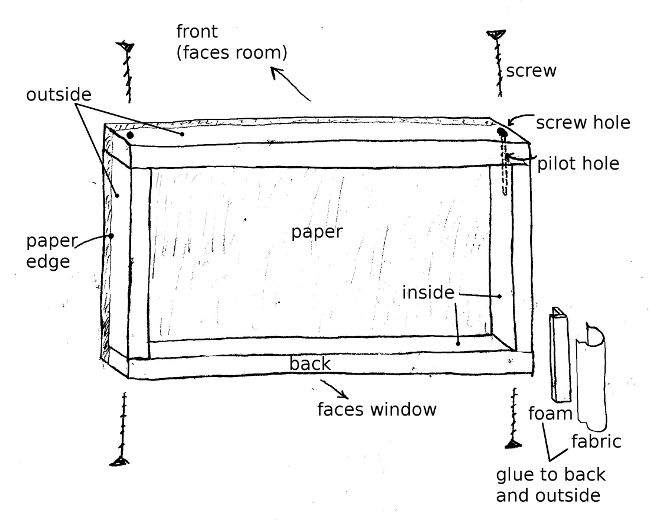 front
(faces room)
screw
outside
screw hole
pilot hole
paper
paper
edge
inside
back
faces window
foam
fabric
glue to back
and outside